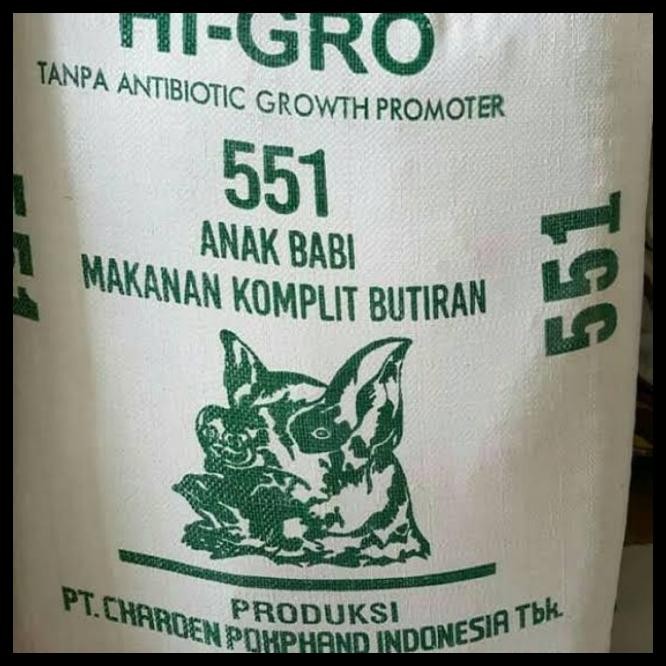 HI-GRO
TANPA ANTIBIOTIC GROWTH PROMOTER
551
ANAK BABI
MAKANAN KOMPLIT BUTIRAN
551
551
PRODUKSI
PT. CHAROEN POKPHAND INDONESIA Tbk.